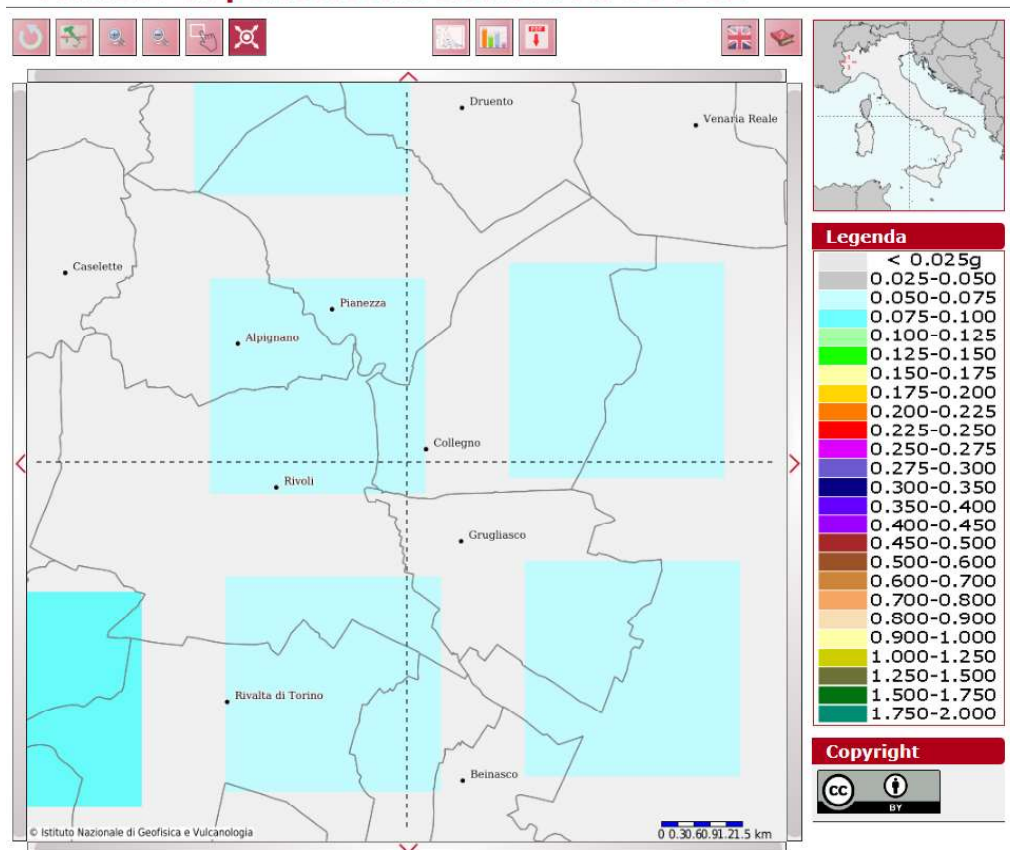 Druento
Venaria Reale
Caselette
Pianezza
Alpignano
Collegno
Rivoli
Grugliasco
Rivalta di Torino
Beinasco
© Istituto Nazionale di Geofisica e Vulcanologia
0 0.30.60.91.21.5 km
Legenda
< 0.025g
0.025-0.050
0.050-0.075
0.075-0.100
0.100-0.125
0.125-0.150
0.150-0.175
0.175-0.200
0.200-0.225
0.225-0.250
0.250-0.275
0.275-0.300
0.300-0.350
0.350-0.400
0.400-0.450
0.450-0.500
0.500-0.600
0.600-0.700
0.700-0.800
0.800-0.900
0.900-1.000
1.000-1.250
1.250-1.500
1.500-1.750
1.750-2.000
Copyright
cc
BY